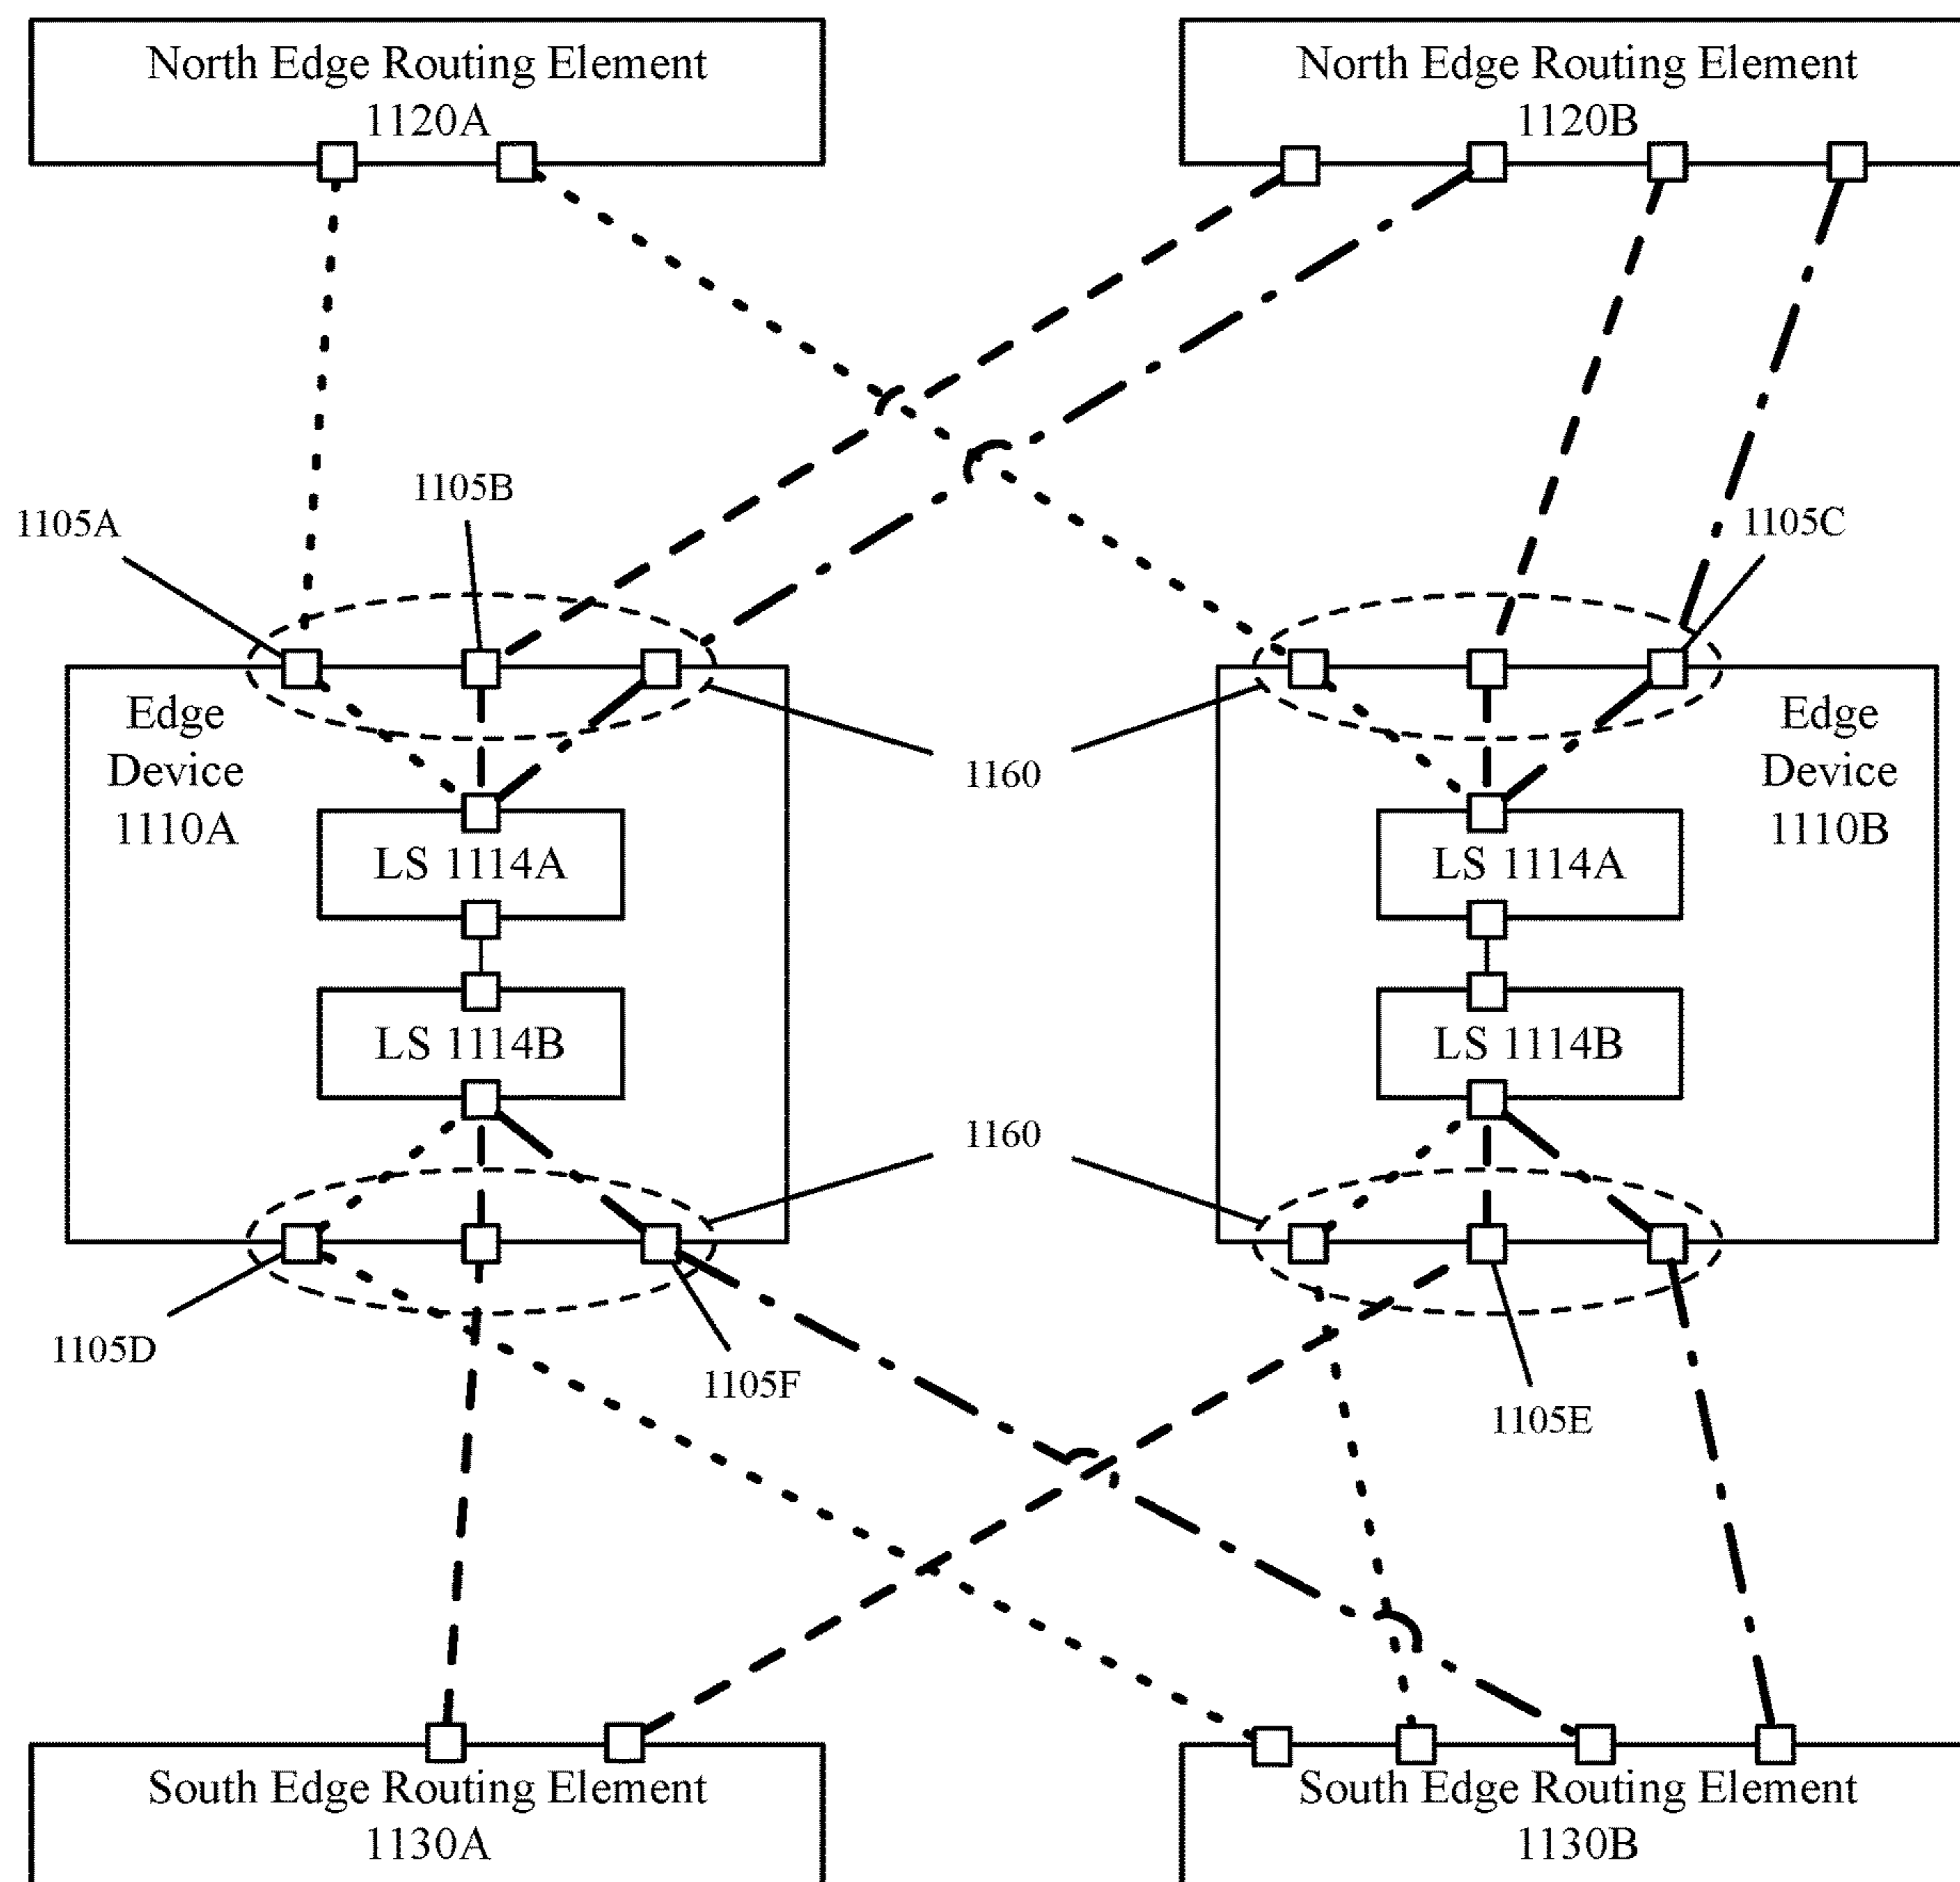 North Edge Routing Element
1120A
North Edge Routing Element
1120B
1105A
1105B
1105C
Edge
Device
1110A
1160
Edge
Device
1110B
LS 1114A
LS 1114A
LS 1114B
LS 1114B
1160
1105D
1105F
1105E
South Edge Routing Element
1130A
South Edge Routing Element
1130B